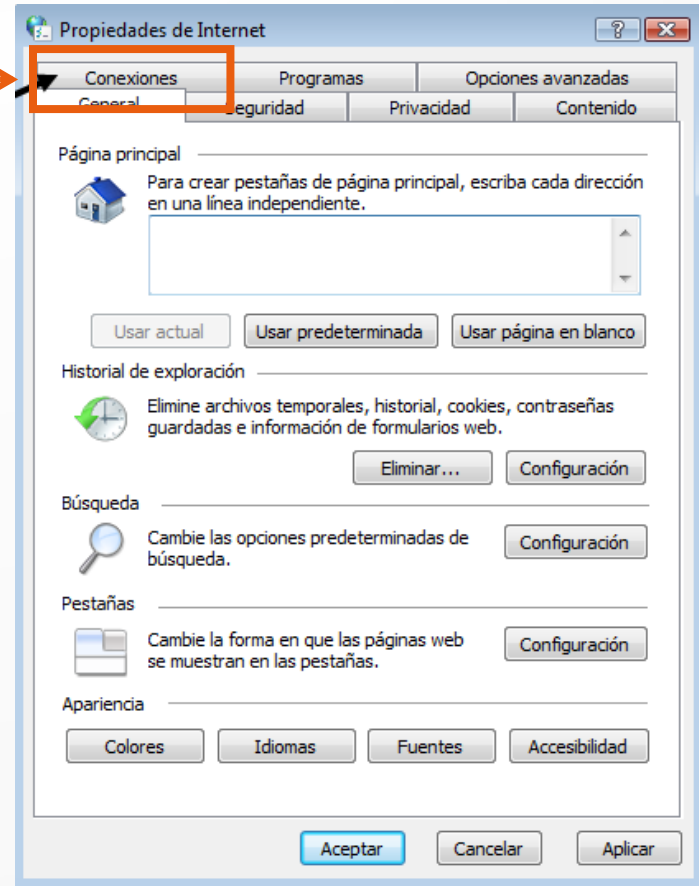 Propiedades de Internet
Conexiones Programas Opciones avanzadas
General Seguridad Privacidad Contenido
Página principal
Para crear pestañas de página principal, escriba cada dirección
en una línea independiente.
Usar actual Usar predeterminada Usar página en blanco
Historial de exploración
Elimine archivos temporales, historial, cookies, contraseñas
guardadas e información de formularios web.
Eliminar... Configuración
Búsqueda
Cambie las opciones predeterminadas de
búsqueda.
Configuración
Pestañas
Cambie la forma en que las páginas web
se muestran en las pestañas.
Configuración
Apariencia
Colores Idiomas Fuentes Accesibilidad
Aceptar Cancelar Aplicar